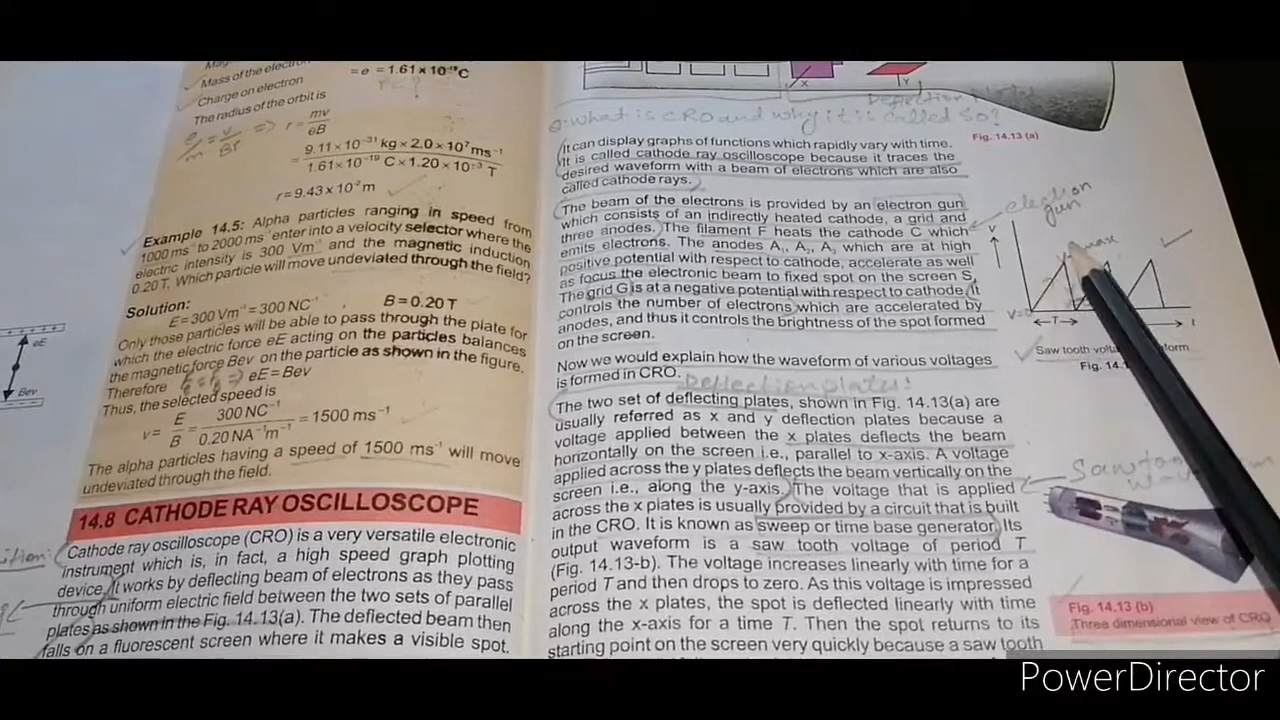 Mass of the electron
= e = 1.61 × 10⁻¹⁹ C
Charge on electron
The radius of the orbit is
e/m = v/Br ⇒ r = mv/eB
= 9.11 × 10⁻³¹ kg × 2.0 × 10⁷ ms⁻¹ / 1.61 × 10⁻¹⁹ C × 1.20 × 10⁻³ T
r = 9.43 × 10⁻² m
Example 14.5: Alpha particles ranging in speed from
1000 ms⁻¹ to 2000 ms⁻¹ enter into a velocity selector where the
electric intensity is 300 Vm⁻¹ and the magnetic induction
0.20 T. Which particle will move undeviated through the field?
Solution:
E = 300 Vm⁻¹ = 300 NC⁻¹ B = 0.20 T
Only those particles will be able to pass through the plate for
which the electric force eE acting on the particles balances
the magnetic force Bev on the particle as shown in the figure.
Therefore eE = Bev
Thus, the selected speed is
v = E/B = 300 NC⁻¹ / 0.20 NA⁻¹m⁻¹ = 1500 ms⁻¹
The alpha particles having a speed of 1500 ms⁻¹ will move
undeviated through the field.
eE
Bev
14.8 CATHODE RAY OSCILLOSCOPE
Cathode ray oscilloscope (CRO) is a very versatile electronic
instrument which is, in fact, a high speed graph plotting
device. It works by deflecting beam of electrons as they pass
through uniform electric field between the two sets of parallel
plates as shown in the Fig. 14.13(a). The deflected beam then
falls on a fluorescent screen where it makes a visible spot.
X
Y
Q: What is CRO and why it is called so?
Fig. 14.13 (a)
It can display graphs of functions which rapidly vary with time.
It is called cathode ray oscilloscope because it traces the
desired waveform with a beam of electrons which are also
called cathode rays.
The beam of the electrons is provided by an electron gun
which consists of an indirectly heated cathode, a grid and
three anodes. The filament F heats the cathode C which
emits electrons. The anodes A₁, A₂, A₃ which are at high
positive potential with respect to cathode, accelerate as well
as focus the electronic beam to fixed spot on the screen S.
The grid G is at a negative potential with respect to cathode. It
controls the number of electrons which are accelerated by
anodes, and thus it controls the brightness of the spot formed
on the screen.
Now we would explain how the waveform of various voltages
is formed in CRO.
Deflection plates:
The two set of deflecting plates, shown in Fig. 14.13(a) are
usually referred as x and y deflection plates because a
voltage applied between the x plates deflects the beam
horizontally on the screen i.e., parallel to x-axis. A voltage
applied across the y plates deflects the beam vertically on the
screen i.e., along the y-axis. The voltage that is applied
across the x plates is usually provided by a circuit that is built
in the CRO. It is known as sweep or time base generator. Its
output waveform is a saw tooth voltage of period T
(Fig. 14.13-b). The voltage increases linearly with time for a
period T and then drops to zero. As this voltage is impressed
across the x plates, the spot is deflected linearly with time
along the x-axis for a time T. Then the spot returns to its
starting point on the screen very quickly because a saw tooth
electron
gun
V
max
T
t
Saw tooth
Fig. 14.13 (b)
Three dimensional view of CRO
PowerDirector